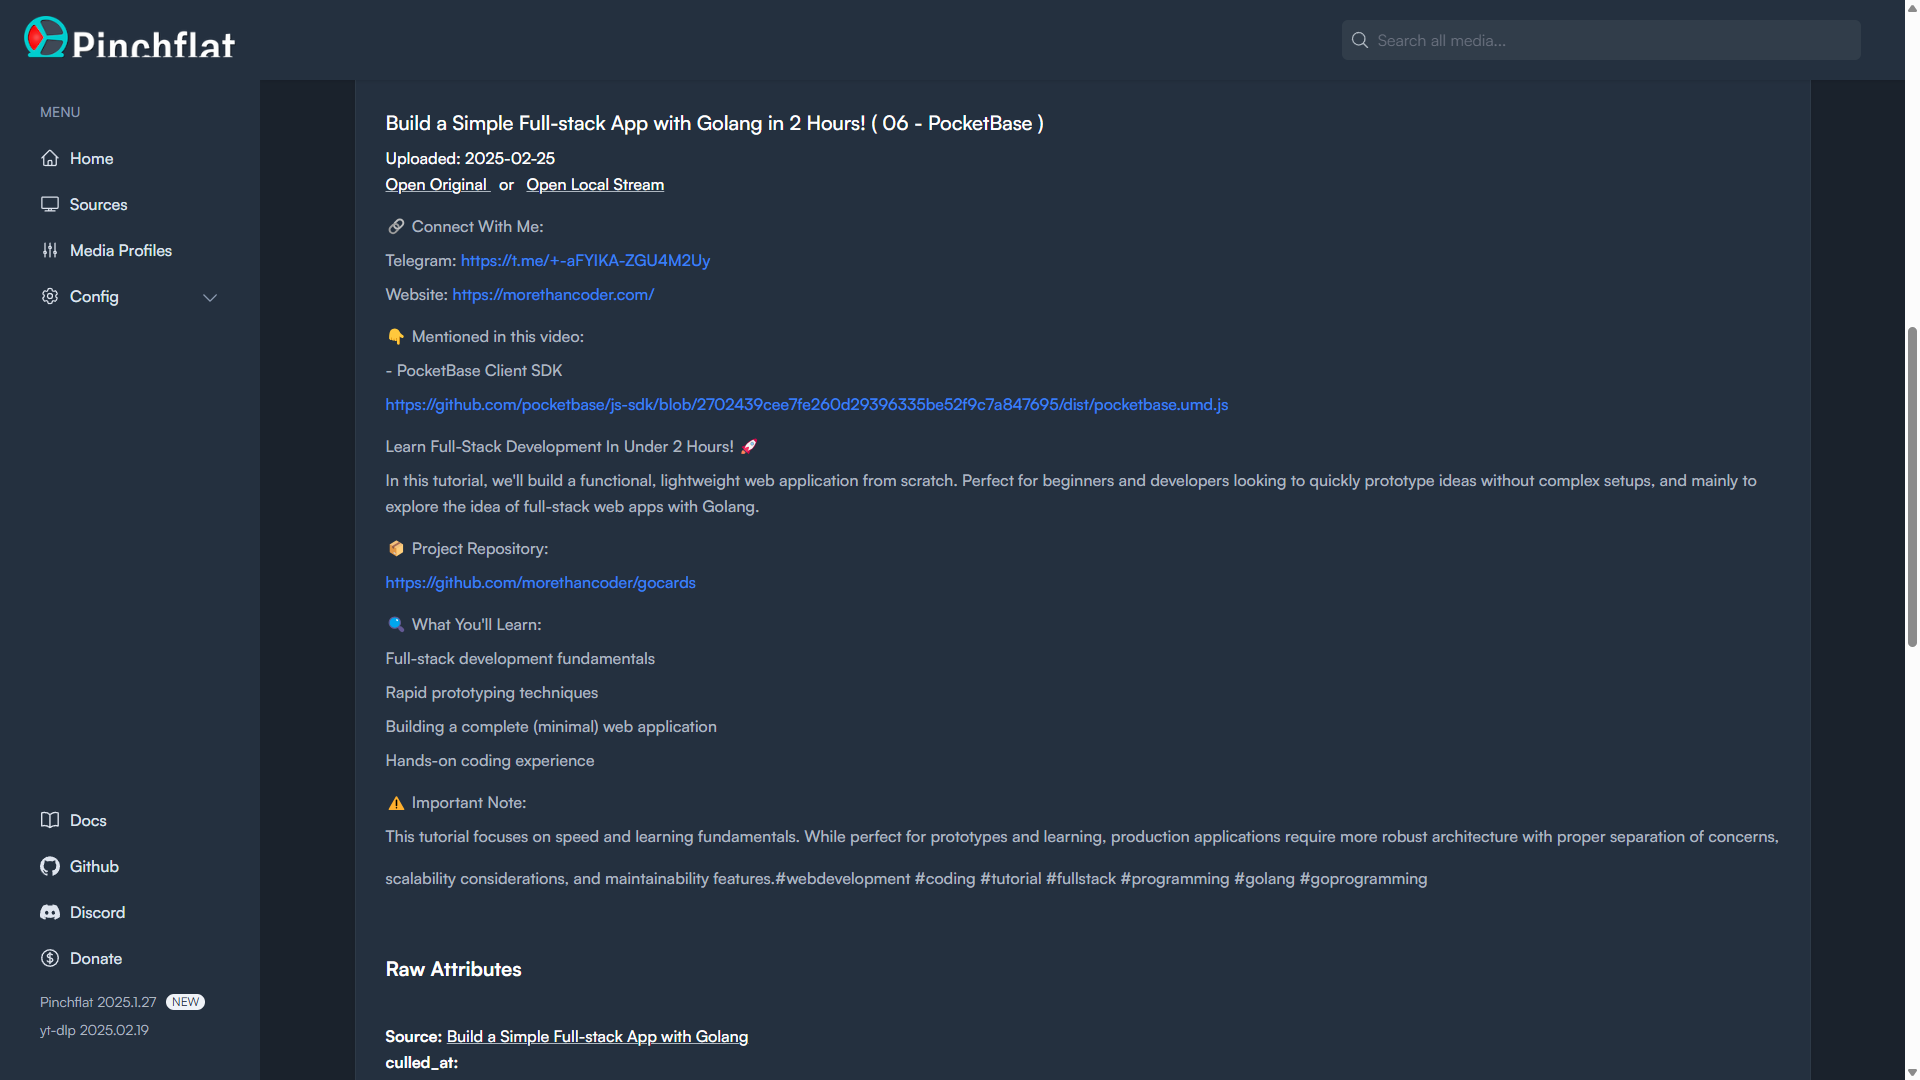 Pinchflat
Search all media...
MENU
Home
Sources
Media Profiles
Config
Build a Simple Full-stack App with Golang in 2 Hours! ( 06 - PocketBase )
Uploaded: 2025-02-25
Open Original or Open Local Stream
🔗 Connect With Me:
Telegram: https://t.me/+-aFYIKA-ZGU4M2Uy
Website: https://morethancoder.com/
👇 Mentioned in this video:
- PocketBase Client SDK
https://github.com/pocketbase/js-sdk/blob/2702439cee7fe260d29396335be52f9c7a847695/dist/pocketbase.umd.js
Learn Full-Stack Development In Under 2 Hours! 🚀
In this tutorial, we'll build a functional, lightweight web application from scratch. Perfect for beginners and developers looking to quickly prototype ideas without complex setups, and mainly to
explore the idea of full-stack web apps with Golang.
📦 Project Repository:
https://github.com/morethancoder/gocards
🔍 What You'll Learn:
Full-stack development fundamentals
Rapid prototyping techniques
Building a complete (minimal) web application
Hands-on coding experience
⚠️ Important Note:
This tutorial focuses on speed and learning fundamentals. While perfect for prototypes and learning, production applications require more robust architecture with proper separation of concerns,
scalability considerations, and maintainability features.#webdevelopment #coding #tutorial #fullstack #programming #golang #goprogramming
Raw Attributes
Source: Build a Simple Full-stack App with Golang
culled_at:
Docs
Github
Discord
Donate
Pinchflat 2025.1.27 NEW
yt-dlp 2025.02.19